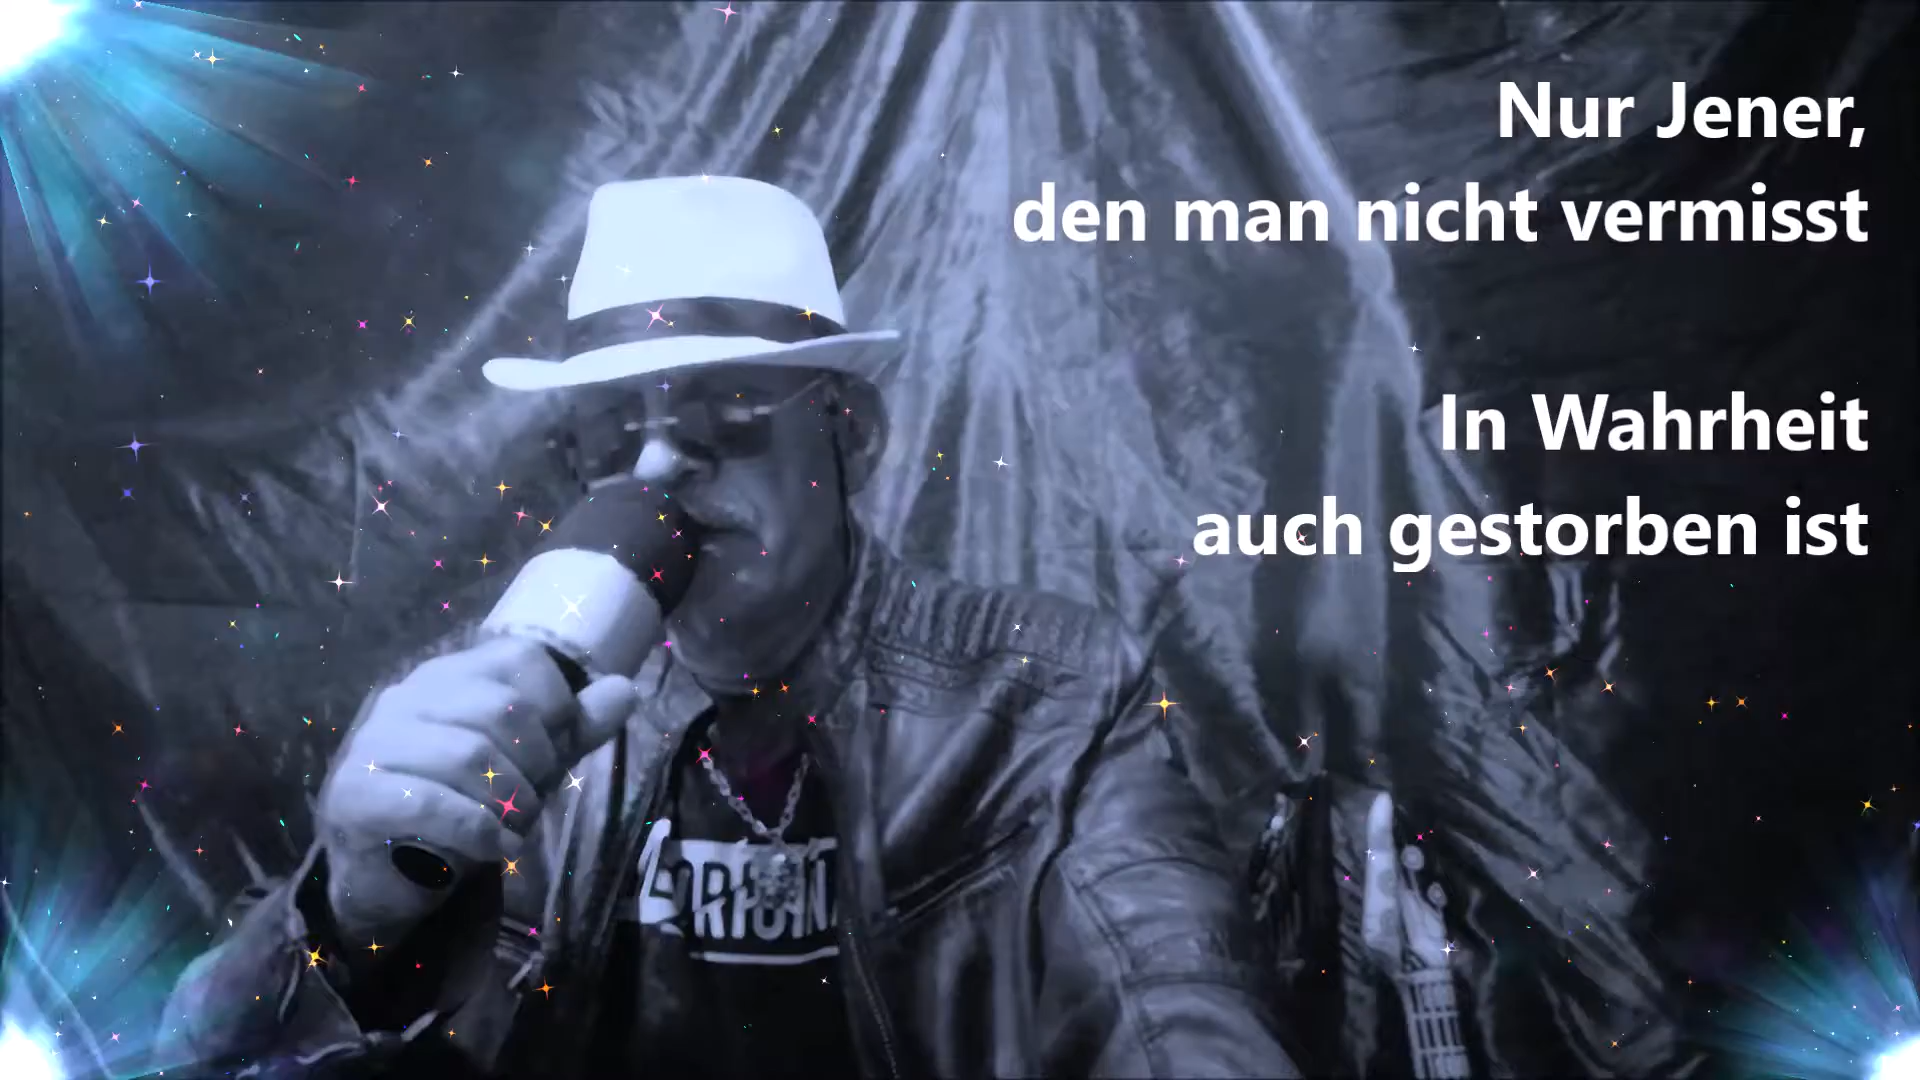 Nur Jener,
den man nicht vermisst
In Wahrheit
auch gestorben ist